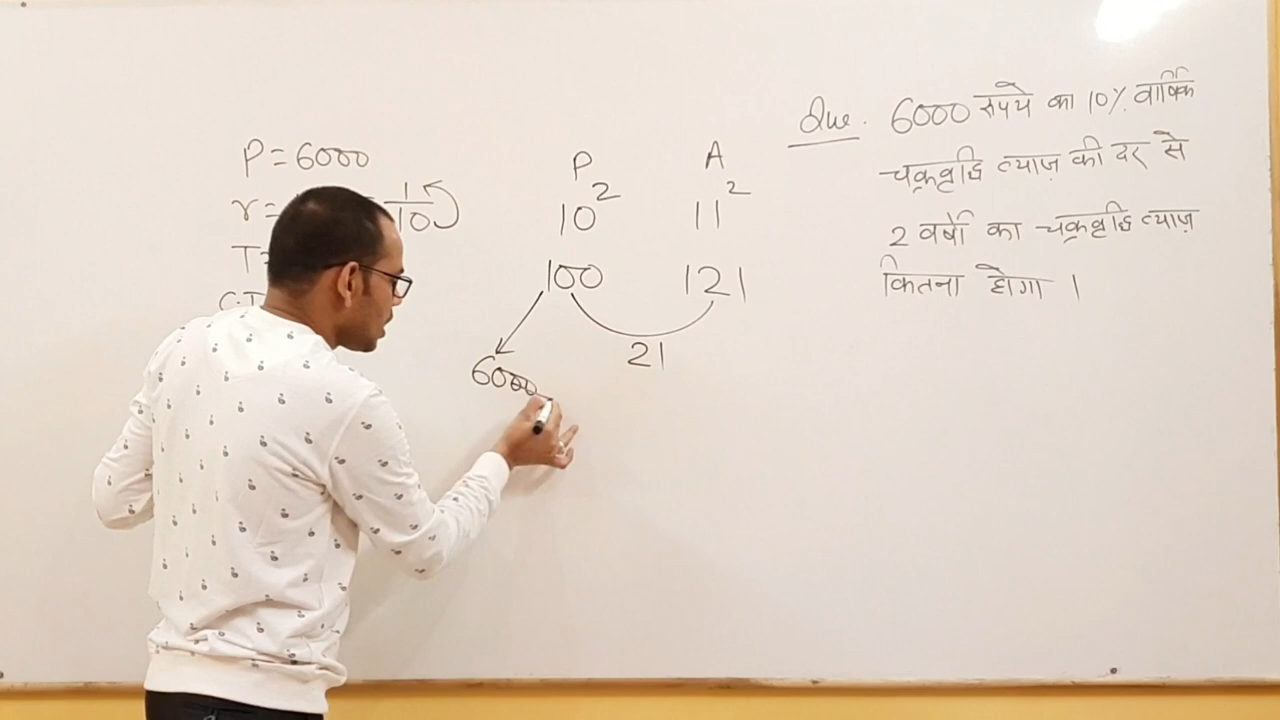 Que. 6000 रुपये का 10% वार्षिक
चक्रवृद्धि ब्याज़ की दर से
2 वर्षो का चक्रवृद्धि ब्याज़
कितना होगा ।
P = 6000
r =
1/10
T=
C.I
P A
10² 11²
100 121
21
6000